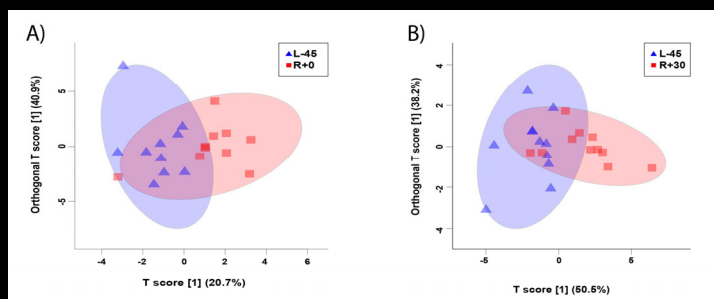 A)
L-45
R+0
Orthogonal T score [1] (40.9%)
5
0
-5
-4
-2
0
2
4
6
T score [1] (20.7%)
B)
L-45
R+30
Orthogonal T score [1] (38.2%)
4
2
0
-2
-4
-5
0
5
T score [1] (50.5%)